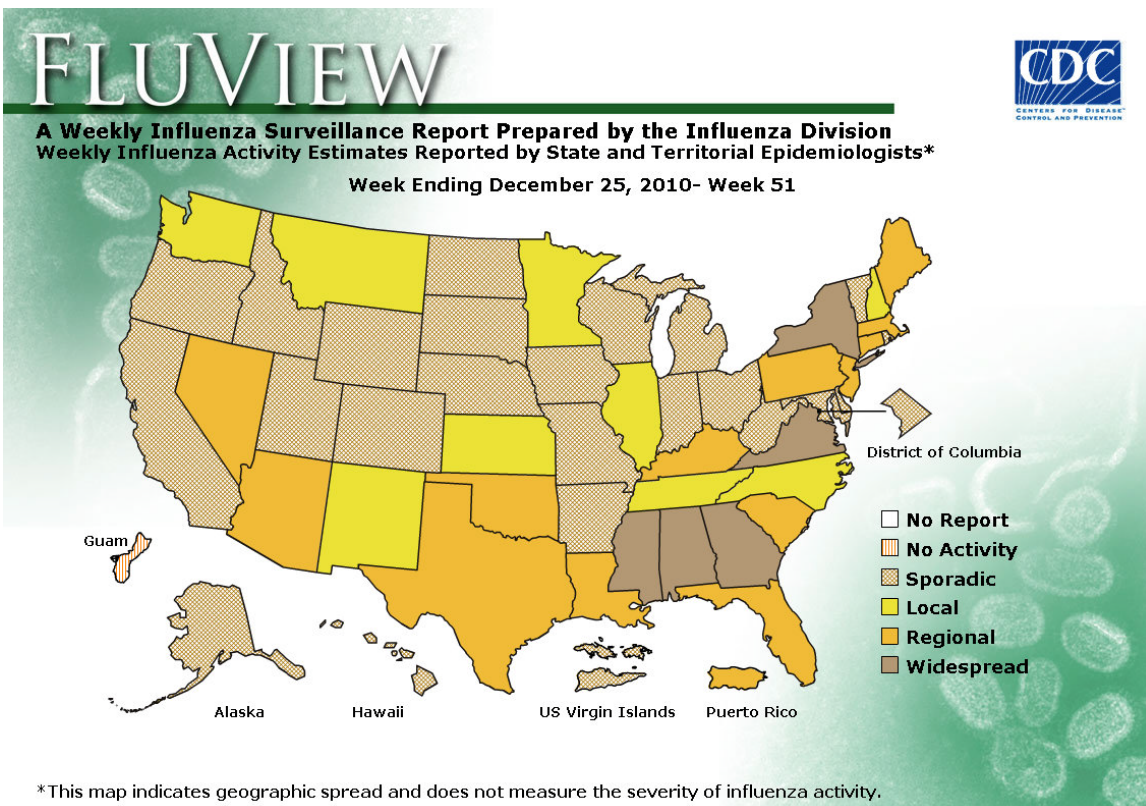 FLUVIEW
CDC
CENTERS FOR DISEASE™
CONTROL AND PREVENTION
A Weekly Influenza Surveillance Report Prepared by the Influenza Division
Weekly Influenza Activity Estimates Reported by State and Territorial Epidemiologists*
Week Ending December 25, 2010- Week 51
District of Columbia
No Report
Guam
No Activity
Sporadic
Local
Regional
Widespread
Alaska
Hawaii
US Virgin Islands
Puerto Rico
*This map indicates geographic spread and does not measure the severity of influenza activity.